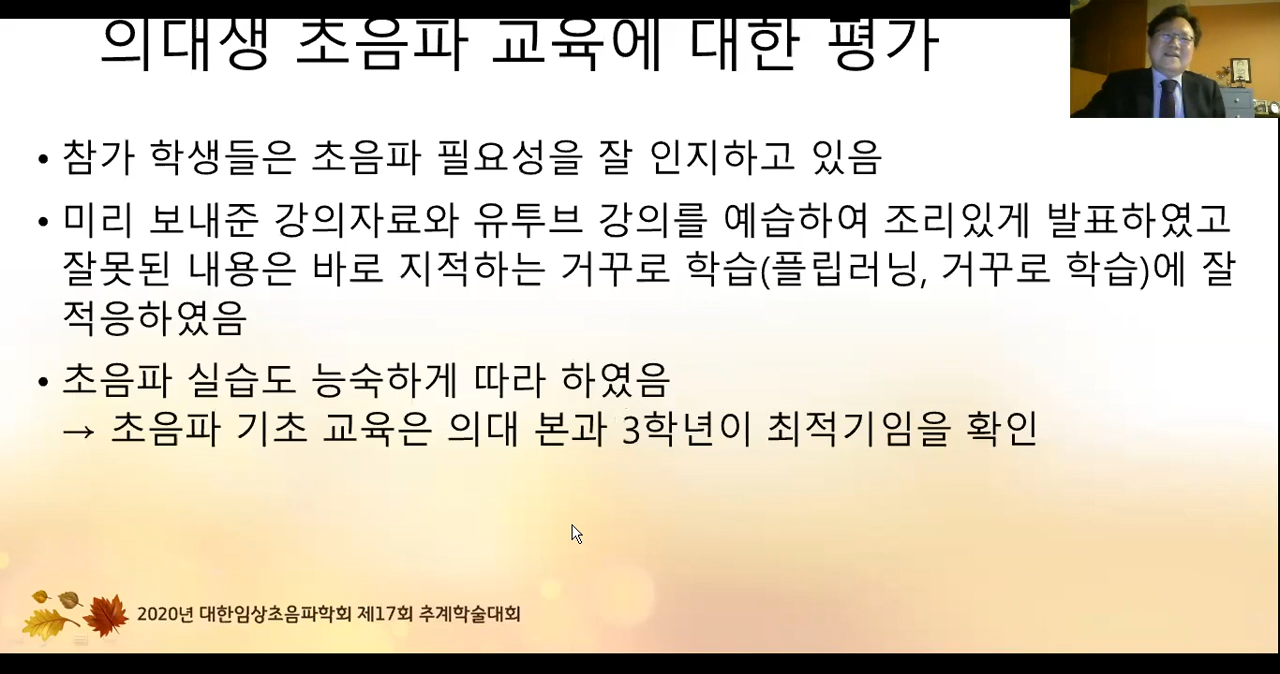 의대생 초음파 교육에 대한 평가
• 참가 학생들은 초음파 필요성을 잘 인지하고 있음
• 미리 보내준 강의자료와 유투브 강의를 예습하여 조리있게 발표하였고
잘못된 내용은 바로 지적하는 거꾸로 학습(플립러닝, 거꾸로 학습)에 잘
적응하였음
• 초음파 실습도 능숙하게 따라 하였음
→ 초음파 기초 교육은 의대 본과 3학년이 최적기임을 확인
2020년 대한임상초음파학회 제17회 추계학술대회